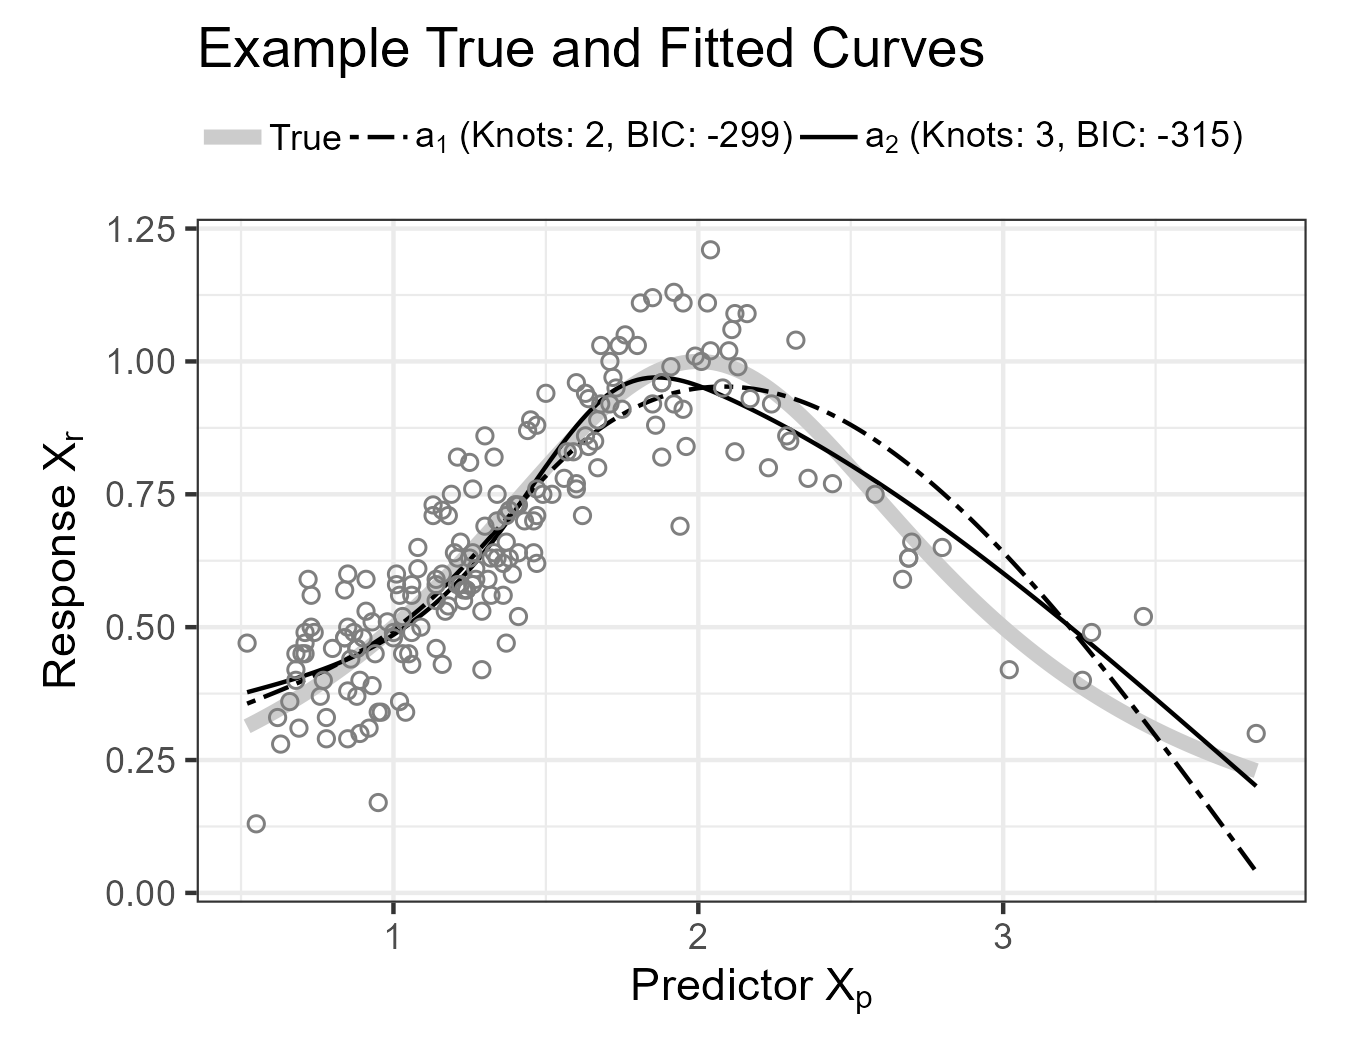 Example True and Fitted Curves
True a₁ (Knots: 2, BIC: -299) a₂ (Knots: 3, BIC: -315)
1.25
1.00
0.75
0.50
0.25
0.00
Response Xᵣ
1 2 3
Predictor Xₚ